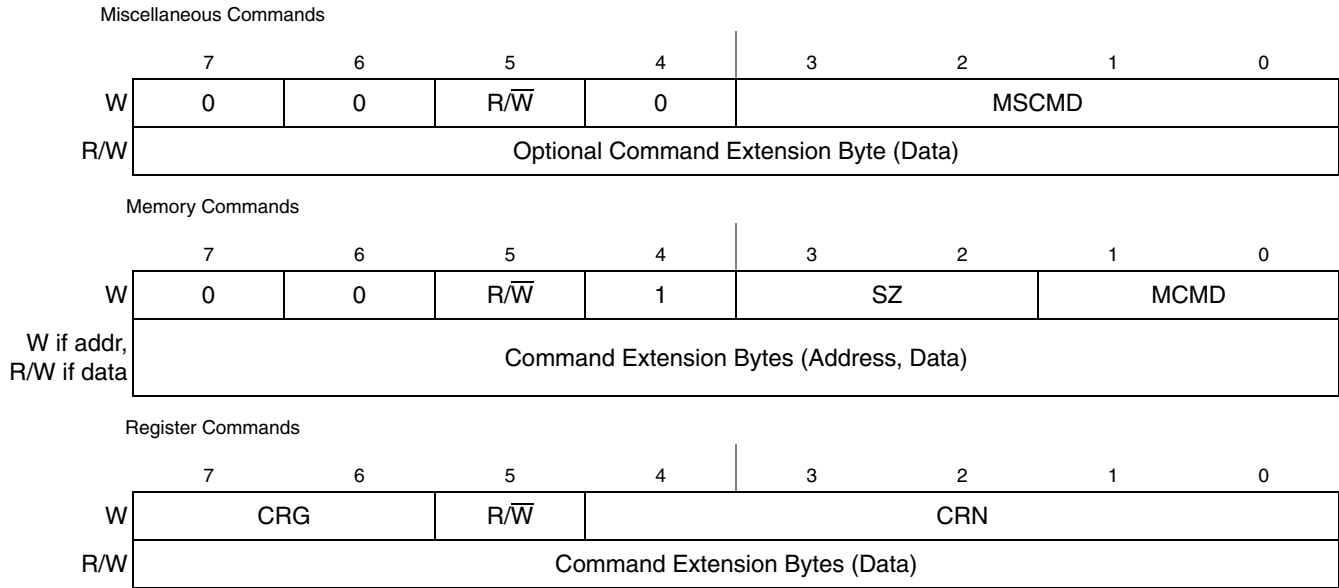 Miscellaneous Commands
7 6 5 4 3 2 1 0
W 0 0 R/W̅ 0 MSCMD
R/W Optional Command Extension Byte (Data)
Memory Commands
7 6 5 4 3 2 1 0
W 0 0 R/W̅ 1 SZ MCMD
W if addr,
R/W if data Command Extension Bytes (Address, Data)
Register Commands
7 6 5 4 3 2 1 0
W CRG R/W̅ CRN
R/W Command Extension Bytes (Data)